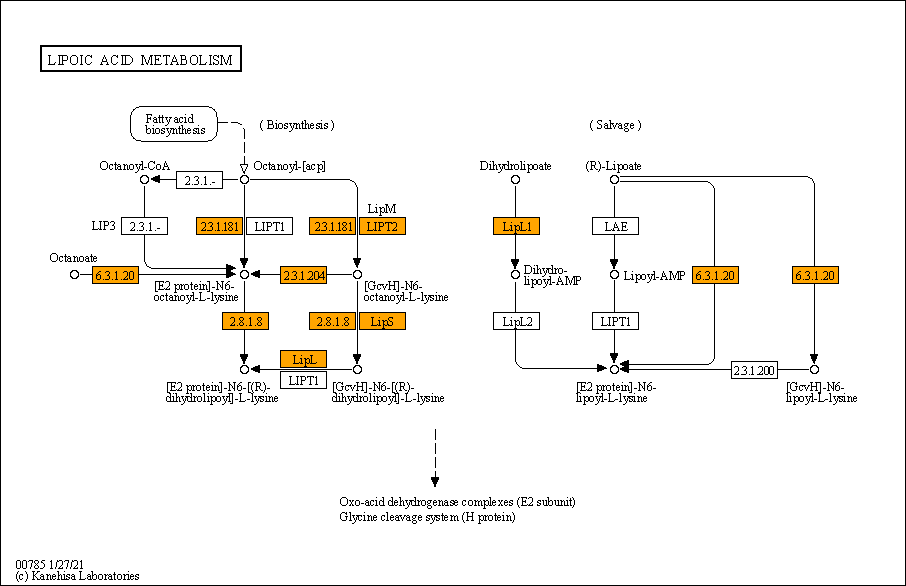 LIPOIC ACID METABOLISM
Fatty acid
biosynthesis
( Biosynthesis )
( Salvage )
Octanoyl-CoA
Octanoyl-[acp]
Dihydrolipoate
(R)-Lipoate
2.3.1.-
LipM
LIP3
2.3.1.-
2.3.1.181
LIPT1
2.3.1.181
LIPT2
LipL1
LAE
Octanoate
6.3.1.20
2.3.1.204
Dihydro-
lipoyl-AMP
Lipoyl-AMP
6.3.1.20
6.3.1.20
[E2 protein]-N6-
octanoyl-L-lysine
[GcvH]-N6-
octanoyl-L-lysine
2.8.1.8
2.8.1.8
LipS
LipL2
LIPT1
LipL
LIPT1
2.3.1.200
[E2 protein]-N6-[(R)-
dihydrolipoyl]-L-lysine
[GcvH]-N6-[(R)-
dihydrolipoyl]-L-lysine
[E2 protein]-N6-
lipoyl-L-lysine
[GcvH]-N6-
lipoyl-L-lysine
Oxo-acid dehydrogenase complexes (E2 subunit)
Glycine cleavage system (H protein)
00785 1/27/21
(c) Kanehisa Laboratories